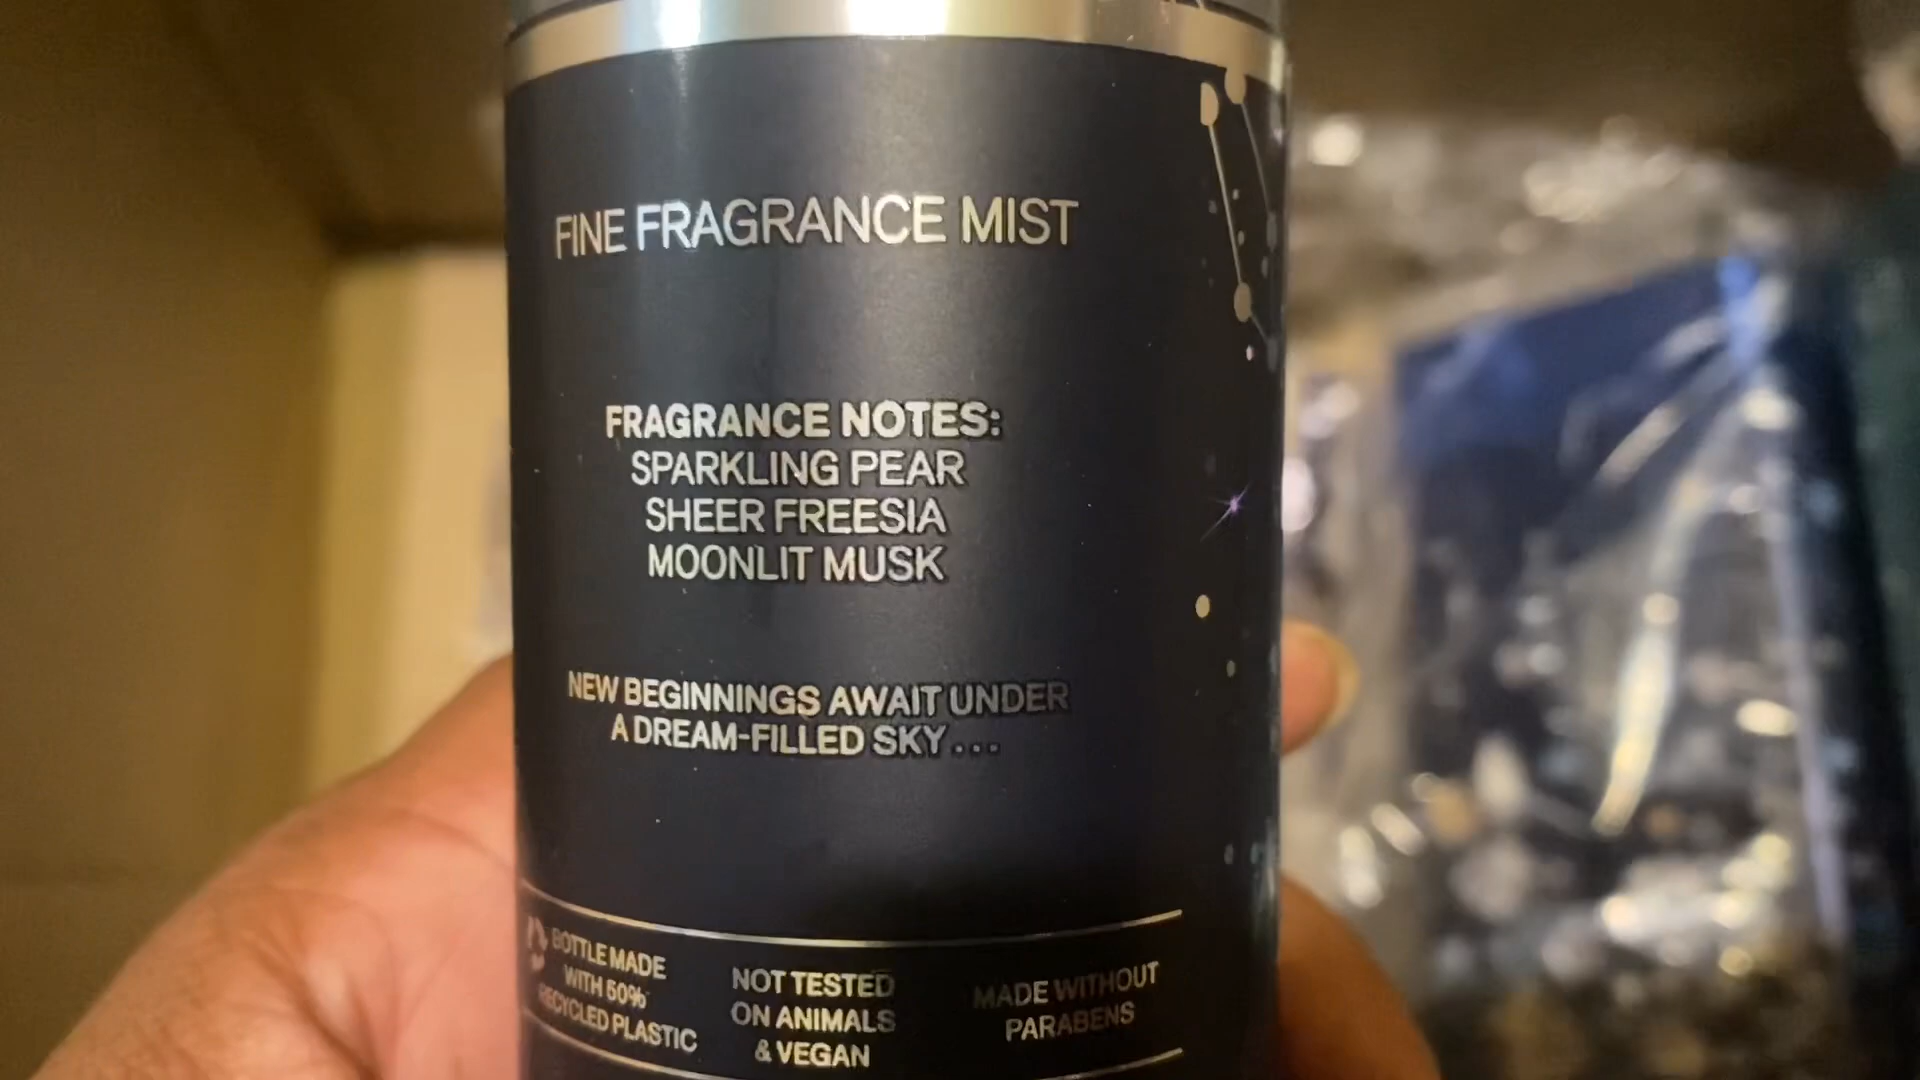 FINE FRAGRANCE MIST
FRAGRANCE NOTES:
SPARKLING PEAR
SHEER FREESIA
MOONLIT MUSK
NEW BEGINNINGS AWAIT UNDER
A DREAM-FILLED SKY...
BOTTLE MADE
WITH 50%
RECYCLED PLASTIC
NOT TESTED
ON ANIMALS
& VEGAN
MADE WITHOUT
PARABENS